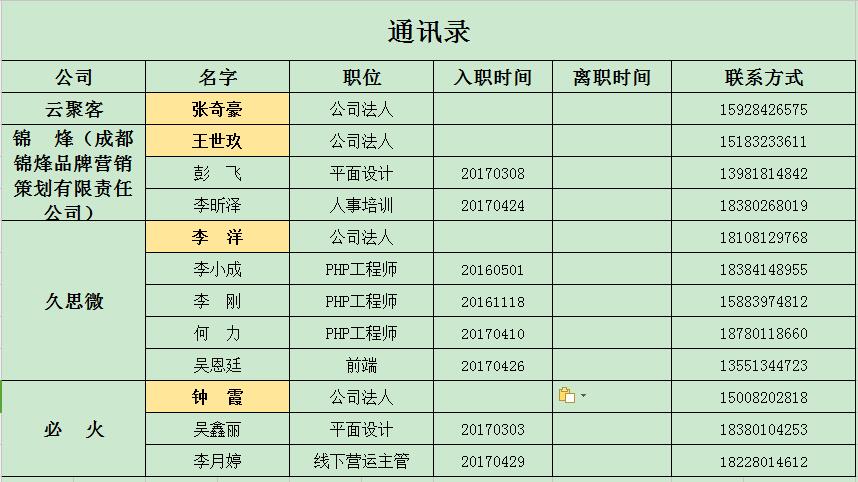 通讯录
公司 名字 职位 入职时间 离职时间 联系方式
云聚客 张奇豪 公司法人 15928426575
锦 烽（成都
锦烽品牌营销
策划有限责任
公司）
王世玖 公司法人 15183233611
彭 飞 平面设计 20170308 13981814842
李昕泽 人事培训 20170424 18380268019
久思微
李 洋 公司法人 18108129768
李小成 PHP工程师 20160501 18384148955
李 刚 PHP工程师 20161118 15883974812
何 力 PHP工程师 20170410 18780118660
吴恩廷 前端 20170426 13551344723
必 火
钟 霞 公司法人 15008202818
吴鑫丽 平面设计 20170303 18380104253
李月婷 线下营运主管 20170429 18228014612